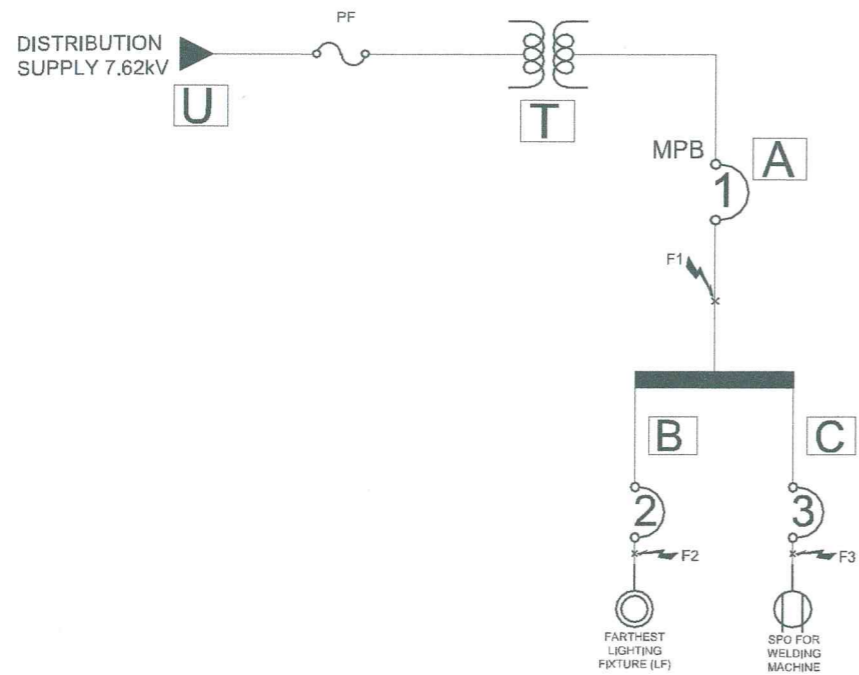 PF
DISTRIBUTION
SUPPLY 7.62kV
U
T
MPB
A
1
F1
B
C
2
3
F2
F3
FARTHEST
LIGHTING
FIXTURE (LF)
SPO FOR
WELDING
MACHINE